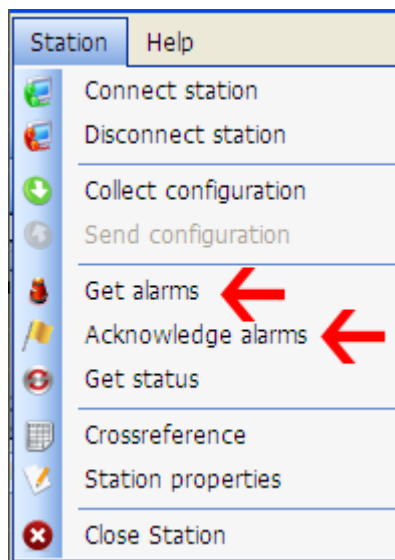 Station Help
Connect station
Disconnect station
Collect configuration
Send configuration
Get alarms
Acknowledge alarms
Get status
Crossreference
Station properties
Close Station